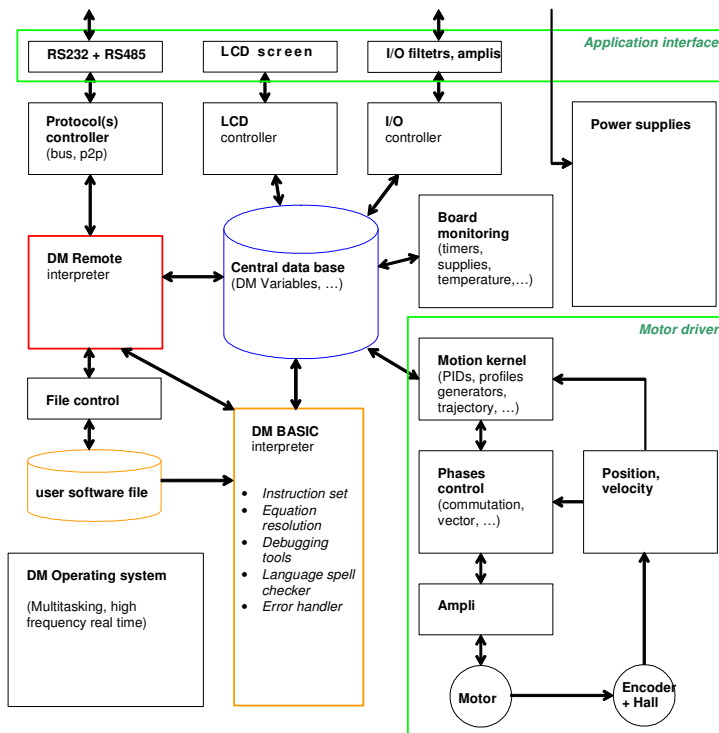 Application interface
RS232 + RS485
LCD screen
I/O filtetrs, amplis
Protocol(s)
controller
(bus, p2p)
LCD
controller
I/O
controller
Power supplies
DM Remote
interpreter
Central data base
(DM Variables, …)
Board
monitoring
(timers,
supplies,
temperature,…)
Motor driver
File control
Motion kernel
(PIDs, profiles
generators,
trajectory, …)
user software file
DM BASIC
interpreter
• Instruction set
• Equation
resolution
• Debugging
tools
• Language spell
checker
• Error handler
Phases
control
(commutation,
vector, …)
Position,
velocity
DM Operating system
(Multitasking, high
frequency real time)
Ampli
Motor
Encoder
+ Hall